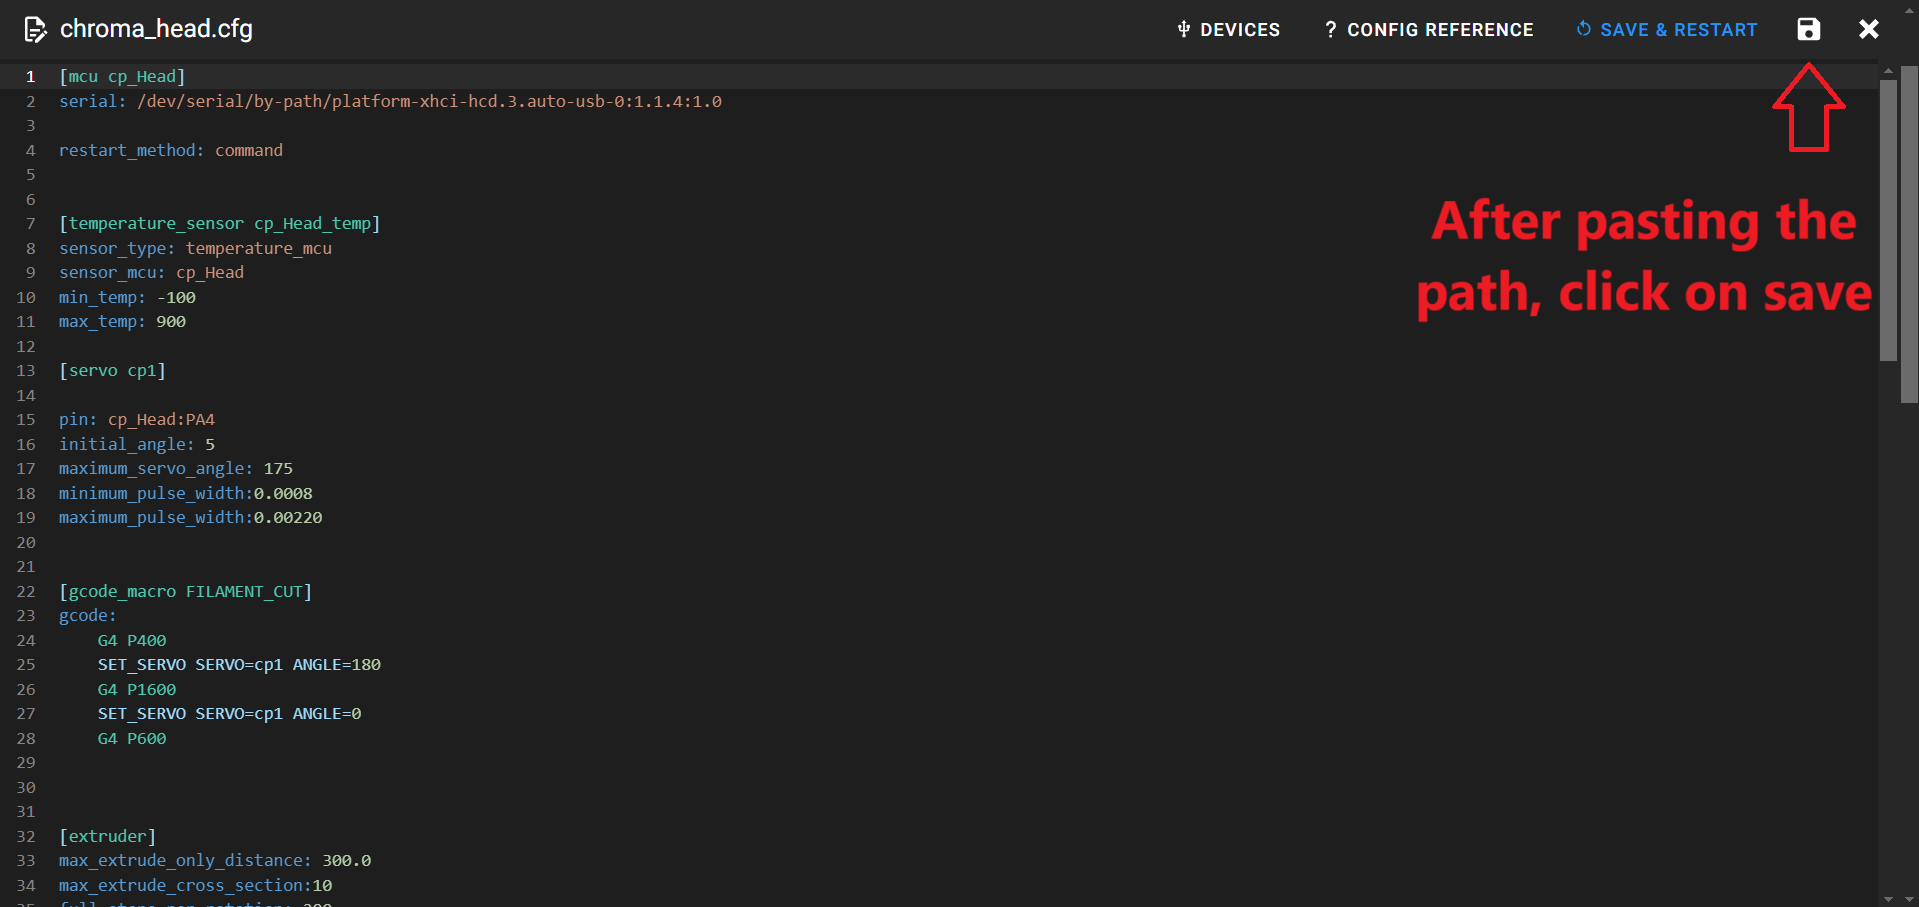 chroma_head.cfg
DEVICES
? CONFIG REFERENCE
SAVE & RESTART
1 [mcu cp_Head]
2 serial: /dev/serial/by-path/platform-xhci-hcd.3.auto-usb-0:1.1.4:1.0
3
4 restart_method: command
5
6
7 [temperature_sensor cp_Head_temp]
8 sensor_type: temperature_mcu
9 sensor_mcu: cp_Head
10 min_temp: -100
11 max_temp: 900
12
13 [servo cp1]
14
15 pin: cp_Head:PA4
16 initial_angle: 5
17 maximum_servo_angle: 175
18 minimum_pulse_width:0.0008
19 maximum_pulse_width:0.00220
20
21
22 [gcode_macro FILAMENT_CUT]
23 gcode:
24 G4 P400
25 SET_SERVO SERVO=cp1 ANGLE=180
26 G4 P1600
27 SET_SERVO SERVO=cp1 ANGLE=0
28 G4 P600
29
30
31
32 [extruder]
33 max_extrude_only_distance: 300.0
34 max_extrude_cross_section:10
After pasting the
path, click on save